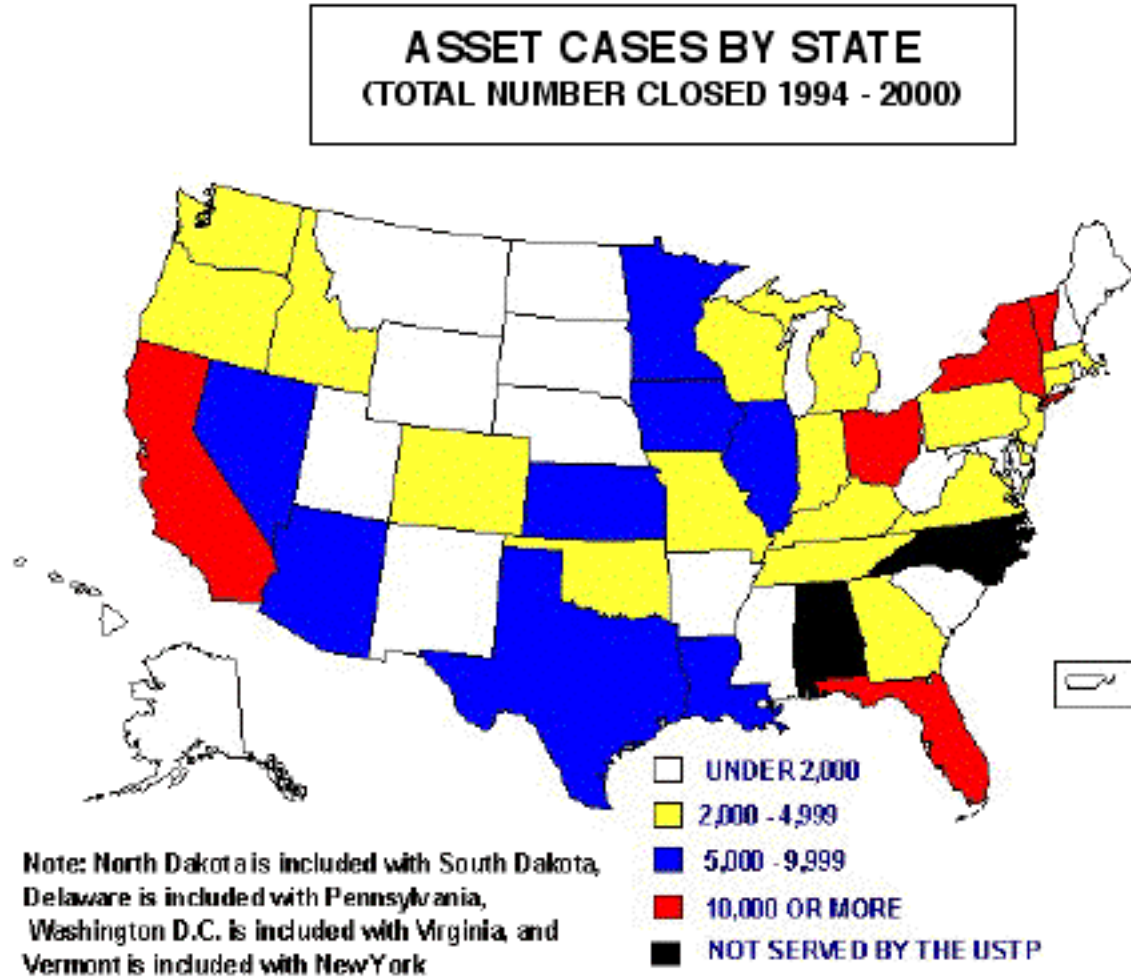 ASSET CASES BY STATE
(TOTAL NUMBER CLOSED 1994 - 2000)
UNDER 2,000
2,000 - 4,999
5,000 - 9,999
10,000 OR MORE
NOT SERVED BY THE USTP
Note: North Dakota is included with South Dakota,
Delaware is included with Pennsylvania,
Washington D.C. is included with Virginia, and
Vermont is included with New York